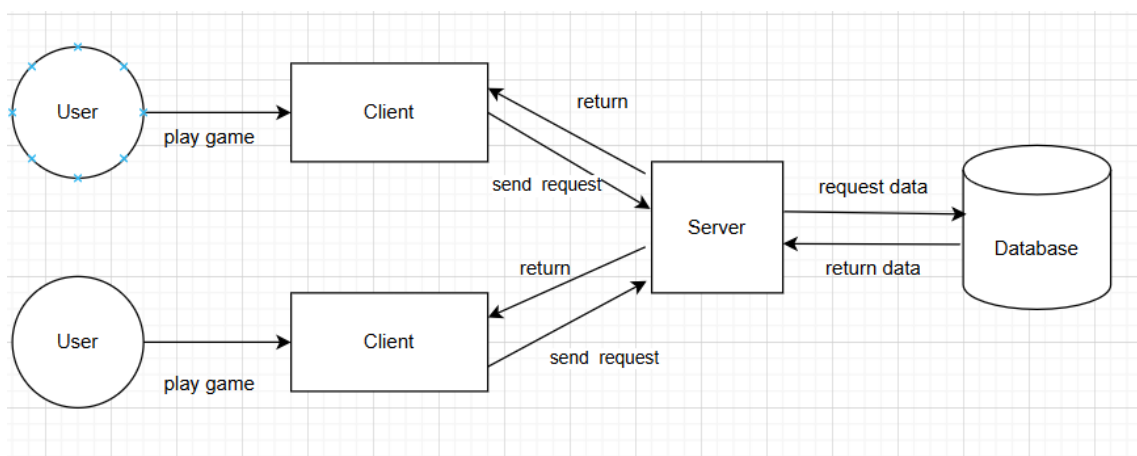 User
play game
Client
return
send request
Server
request data
return data
Database
User
play game
Client
return
send request